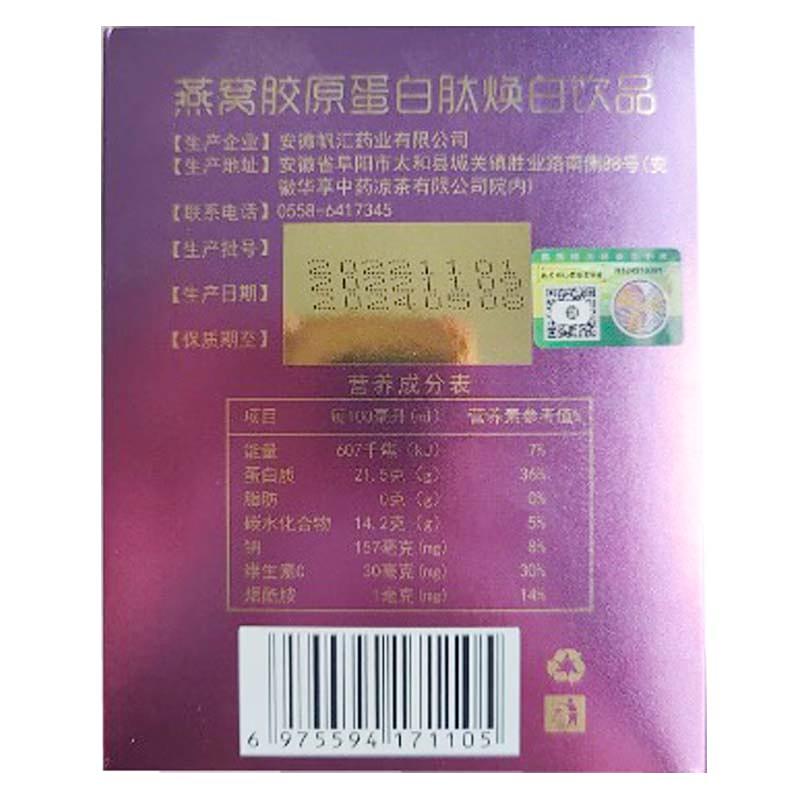 燕窝胶原蛋白肽焕白饮品
【生产企业】安徽帆汇药业有限公司
【生产地址】安徽省阜阳市太和县城关镇胜业路南侧88号(安
徽华享中药凉茶有限公司院内)
【联系电话】0558-6417345
【生产批号】
20221101
【生产日期】
【保质期至】
营养成分表
项目 每100毫升(ml) 营养素参考值%
能量 607千焦(kJ) 7%
蛋白质 21.5克(g) 36%
脂肪 0克(g) 0%
碳水化合物 14.2克(g) 5%
钠 157毫克(mg) 8%
维生素C 30毫克(mg) 30%
烟酰胺 1毫克(mg) 14%
6 975594 171105